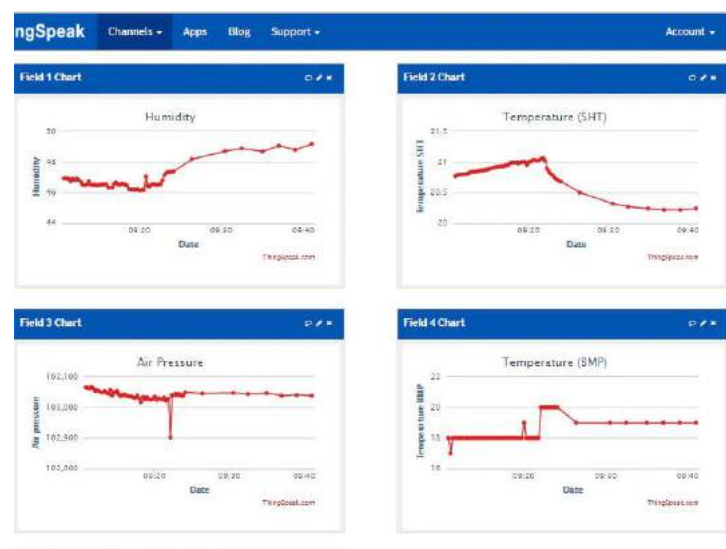 ngSpeak Channels Apps Blog Support Account
Field 1 Chart
Humidity
50
48
46
44
Humidity
09:20 09:30 09:40
Date
ThingSpeak.com
Field 2 Chart
Temperature (SHT)
21.5
21
20.5
20
Temperature SHT
09:20 09:30 09:40
Date
ThingSpeak.com
Field 3 Chart
Air Pressure
Air pressure
09:20 09:30 09:40
Date
ThingSpeak.com
Field 4 Chart
Temperature (BMP)
22
20
18
16
Temperature BMP
09:20 09:30 09:40
Date
ThingSpeak.com